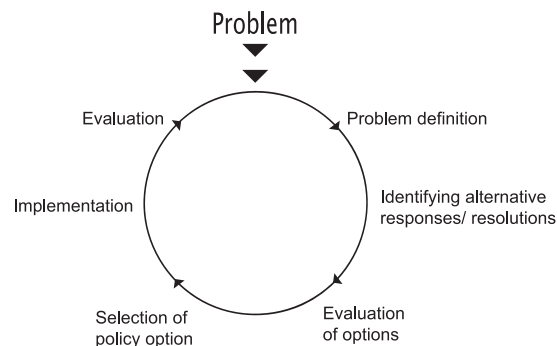 Problem
Evaluation
Problem definition
Implementation
Identifying alternative
responses/ resolutions
Selection of
policy option
Evaluation
of options